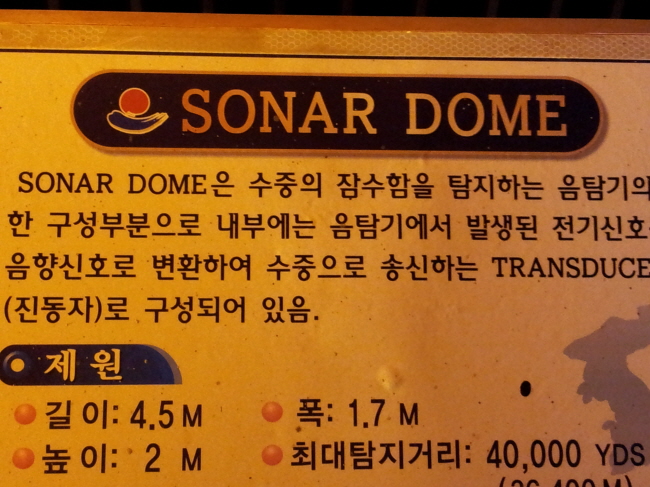 SONAR DOME
SONAR DOME은 수중의 잠수함을 탐지하는 음탐기의
한 구성부분으로 내부에는 음탐기에서 발생된 전기신호
음향신호로 변환하여 수중으로 송신하는 TRANSDUCE
(진동자)로 구성되어 있음.
제원
길이: 4.5 M 폭: 1.7 M
높이: 2 M 최대탐지거리: 40,000 YDS